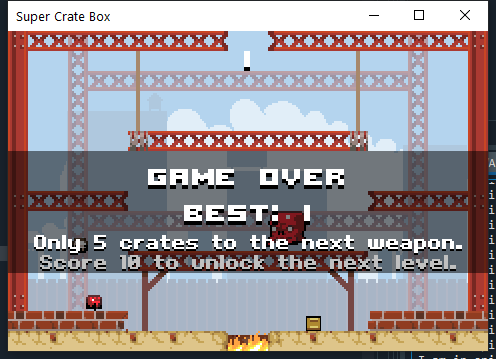 Super Crate Box
1
GAME OVER
BEST: 1
Only 5 crates to the next weapon.
Score 10 to unlock the next level.